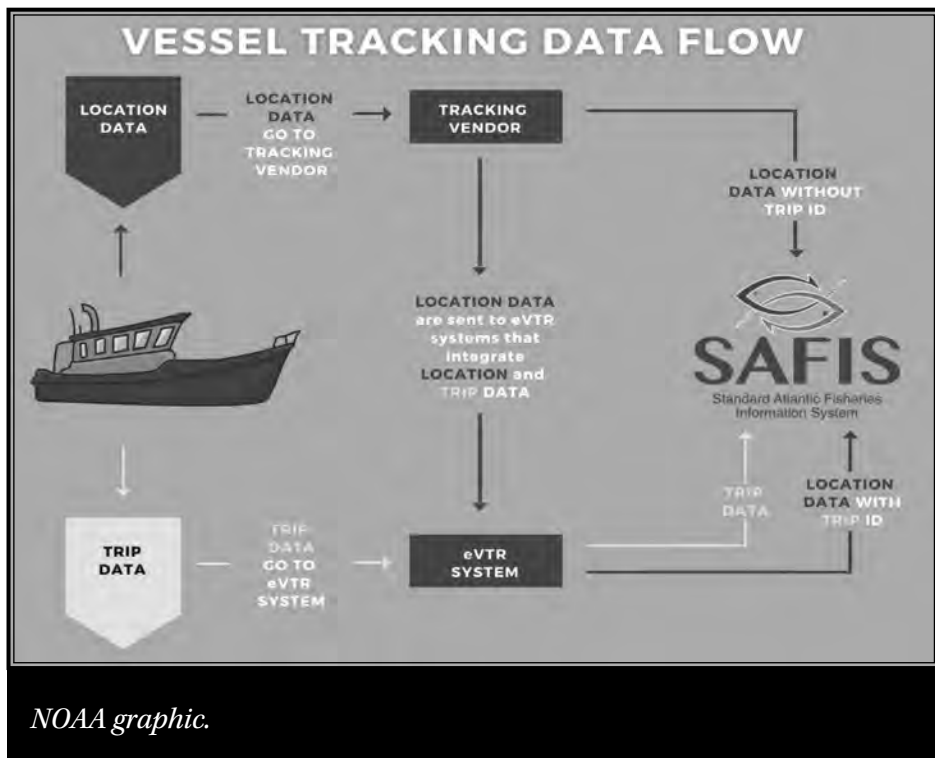 VESSEL TRACKING DATA FLOW
LOCATION
DATA
LOCATION
DATA
GO TO
TRACKING
VENDOR
TRACKING
VENDOR
LOCATION
DATA WITHOUT
TRIP ID
LOCATION DATA
are sent to eVTR
systems that
integrate
LOCATION and
TRIP DATA
SAFIS
Standard Atlantic Fisheries
Information System
TRIP
DATA
TRIP
DATA
GO TO
eVTR
SYSTEM
eVTR
SYSTEM
TRIP
DATA
LOCATION
DATA WITH
TRIP ID
NOAA graphic.